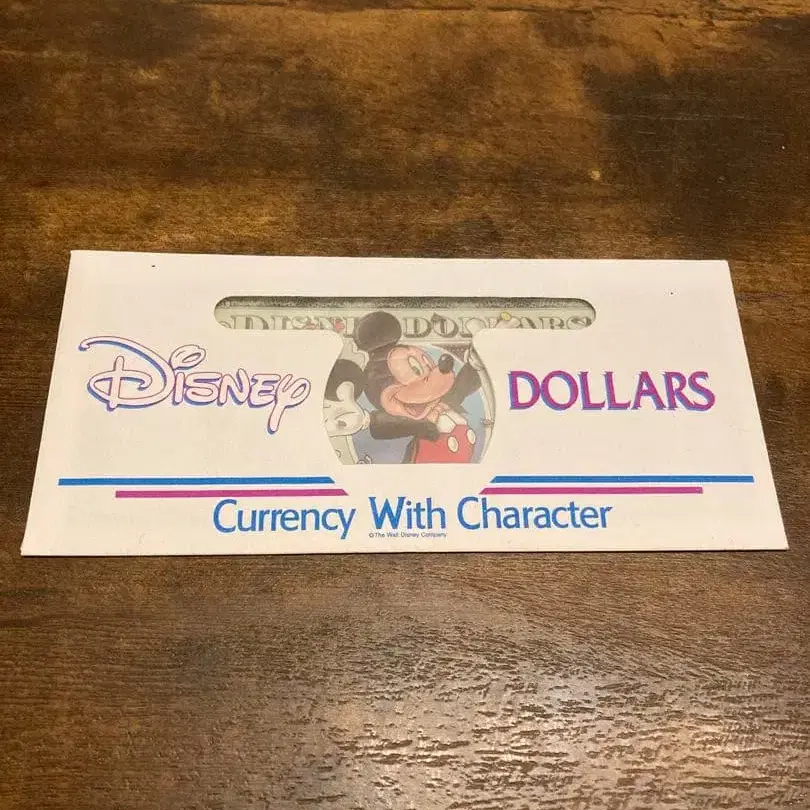 DISNEY DOLLARS
Disney DOLLARS
Currency With Character
©The Walt Disney Company